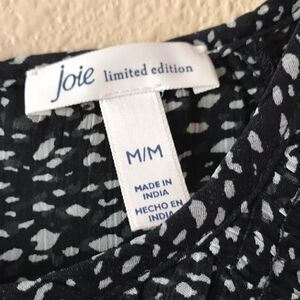 joie limited edition
M/M
MADE IN
INDIA
HECHO EN
INDIA